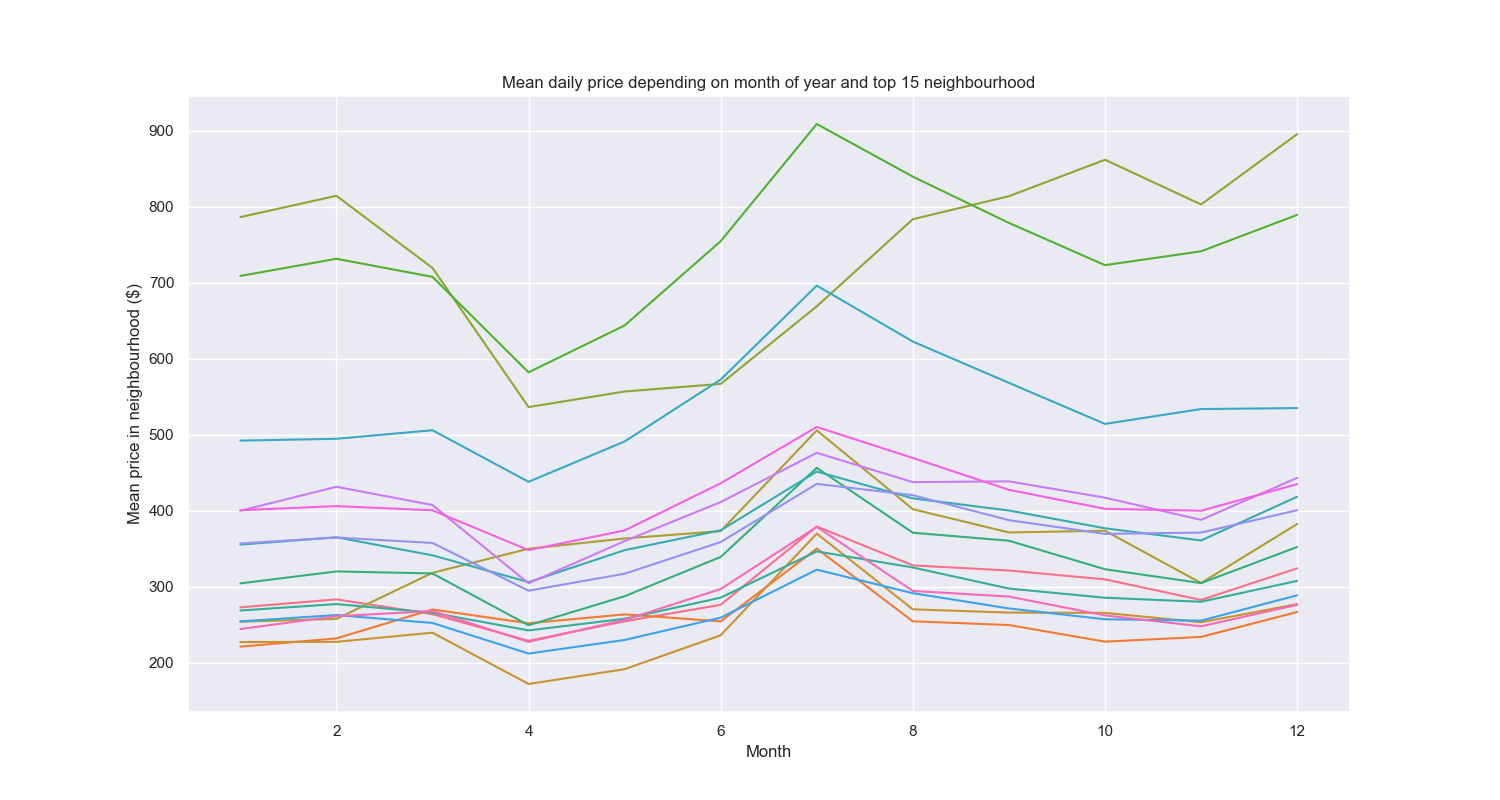 Mean daily price depending on month of year and top 15 neighbourhood
Mean price in neighbourhood ($)
900
800
700
600
500
400
300
200
2 4 6 8 10 12
Month